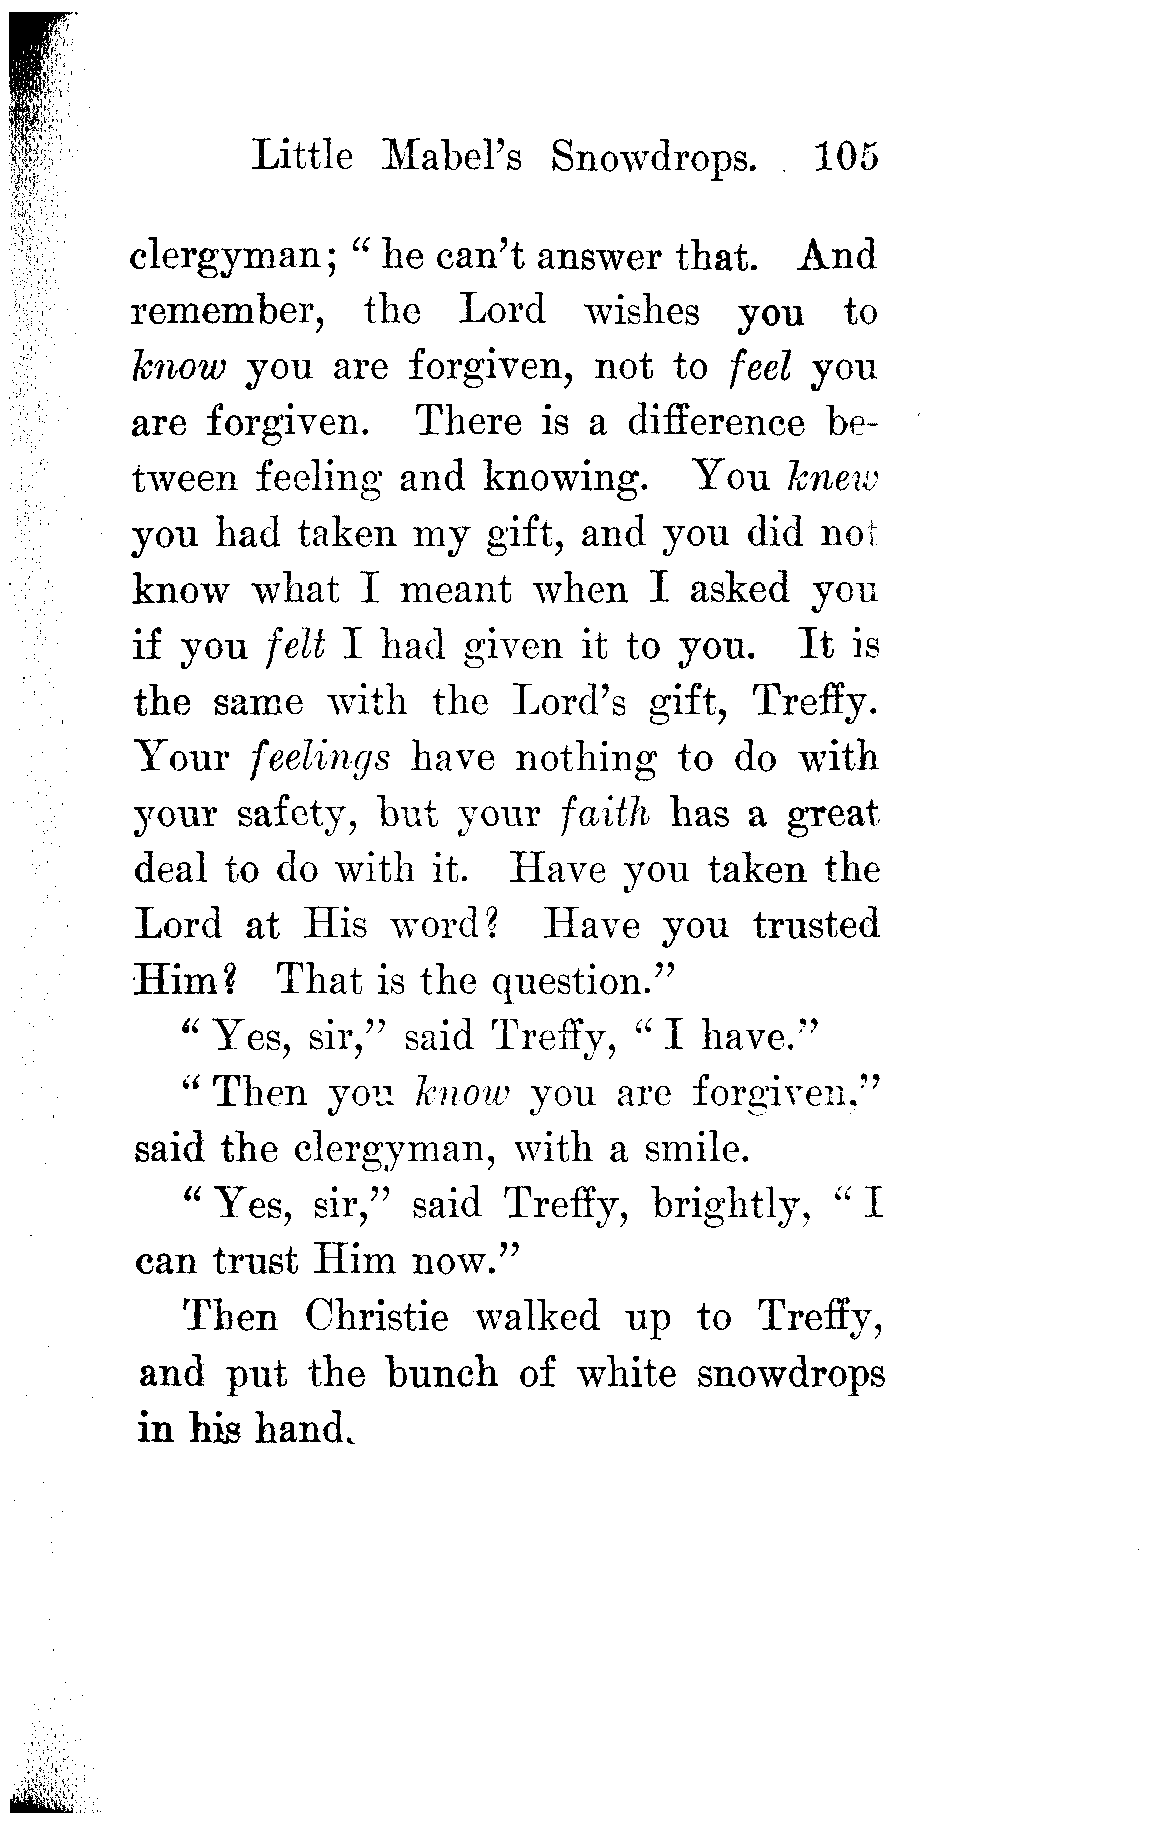 Little Mabel's Snowdrops. 105
clergyman; "he can't answer that. And
remember, the Lord wishes you to
know you are forgiven, not to feel you
are forgiven. There is a difference be-
tween feeling and knowing. You knew
you had taken my gift, and you did not
know what I meant when I asked you
if you felt I had given it to you. It is
the same with the Lord's gift, Treffy.
Your feelings have nothing to do with
your safety, but your faith has a great
deal to do with it. Have you taken the
Lord at His word? Have you trusted
Him? That is the question."
"Yes, sir," said Treffy, "I have."
"Then you know you are forgiven,"
said the clergyman, with a smile.
"Yes, sir," said Treffy, brightly, "I
can trust Him now."
Then Christie walked up to Treffy,
and put the bunch of white snowdrops
in his hand.